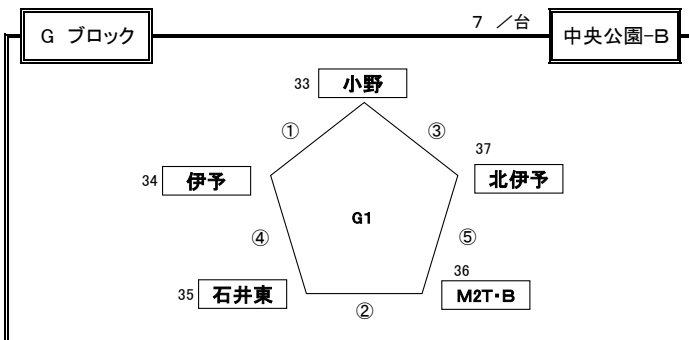 G ブロック
7 ／台
中央公園-B
33 小野
① ③
34 伊予
37
北伊予
G1
④ ⑤
35 石井東
36
M2T・B
②